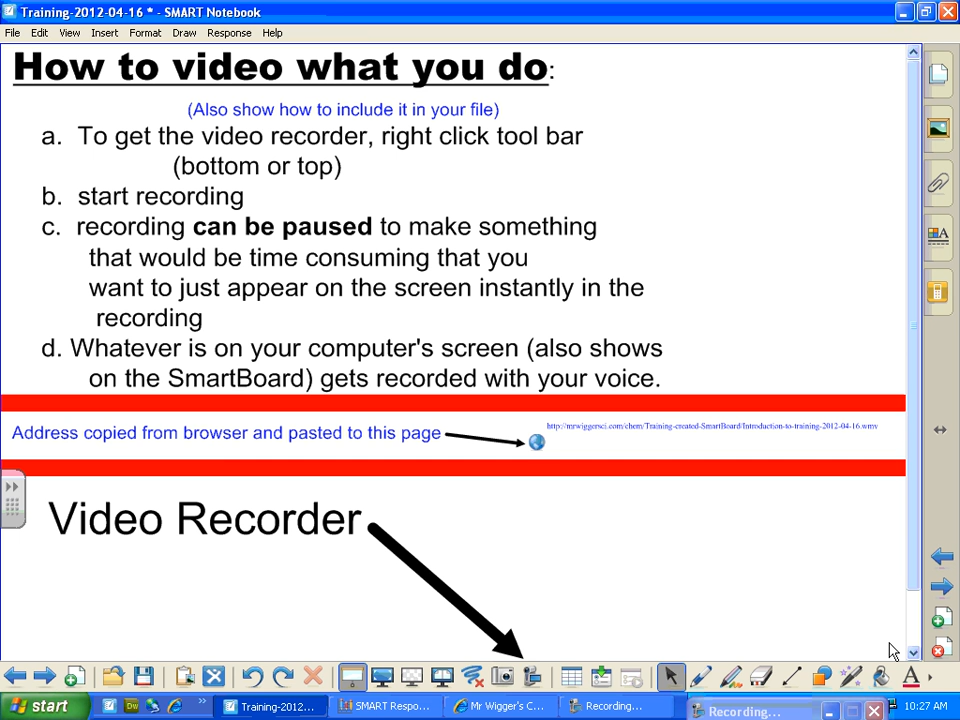 Training-2012-04-16 * - SMART Notebook
File Edit View Insert Format Draw Response Help
How to video what you do:
(Also show how to include it in your file)
a. To get the video recorder, right click tool bar
(bottom or top)
b. start recording
c. recording can be paused to make something
that would be time consuming that you
want to just appear on the screen instantly in the
recording
d. Whatever is on your computer's screen (also shows
on the SmartBoard) gets recorded with your voice.
Address copied from browser and pasted to this page
http://mrwiggersci.com/chem/Training-created-SmartBoard/Introduction-to-training-2012-04-16.wmv
Video Recorder
start Training-2012... SMART Respo... Mr Wigger's C... Recording... Recording... 10:27 AM